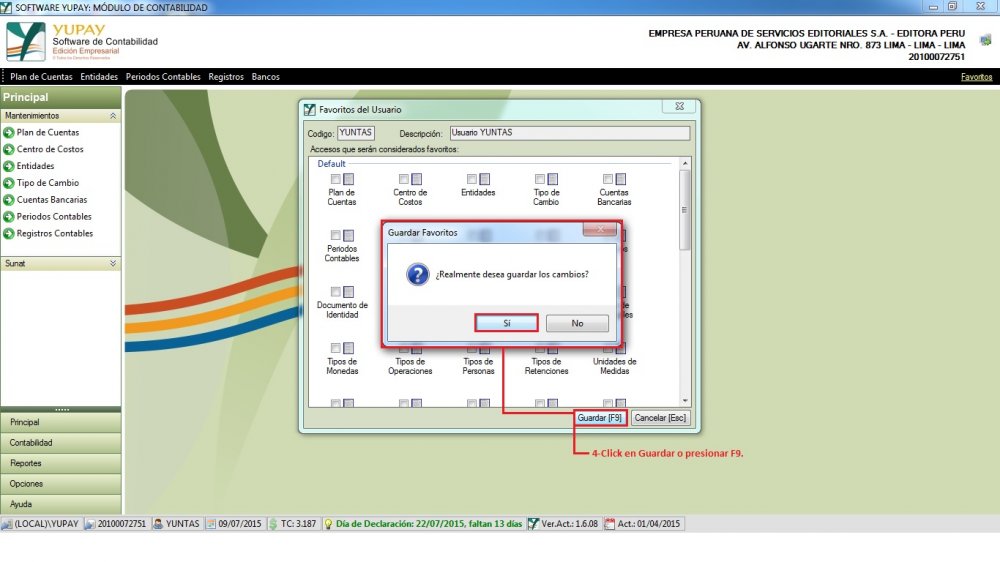 SOFTWARE YUPAY: MÓDULO DE CONTABILIDAD
YUPAY
Software de Contabilidad
Edición Empresarial
EMPRESA PERUANA DE SERVICIOS EDITORIALES S.A. - EDITORA PERU
AV. ALFONSO UGARTE NRO. 873 LIMA - LIMA - LIMA
20100072751
Plan de Cuentas Entidades Periodos Contables Registros Bancos Favoritos
Principal
Mantenimientos
Plan de Cuentas
Centro de Costos
Entidades
Tipo de Cambio
Cuentas Bancarias
Periodos Contables
Registros Contables
Sunat
Principal
Contabilidad
Reportes
Opciones
Ayuda
Favoritos del Usuario
Codigo: YUNTAS Descripción: Usuario YUNTAS
Accesos que serán considerados favoritos:
Default
Plan de Cuentas
Centro de Costos
Entidades
Tipo de Cambio
Cuentas Bancarias
Periodos Contables
Documento de Identidad
Tipos de Monedas
Tipos de Operaciones
Tipos de Personas
Tipos de Retenciones
Unidades de Medidas
Guardar Favoritos
¿Realmente desea guardar los cambios?
Sí No
Guardar [F9] Cancelar [Esc]
4-Click en Guardar o presionar F9.
(LOCAL)\YUPAY 20100072751 YUNTAS 09/07/2015 TC: 3.187 Día de Declaración: 22/07/2015, faltan 13 días Ver.Act.: 1.6.08 Act.: 01/04/2015